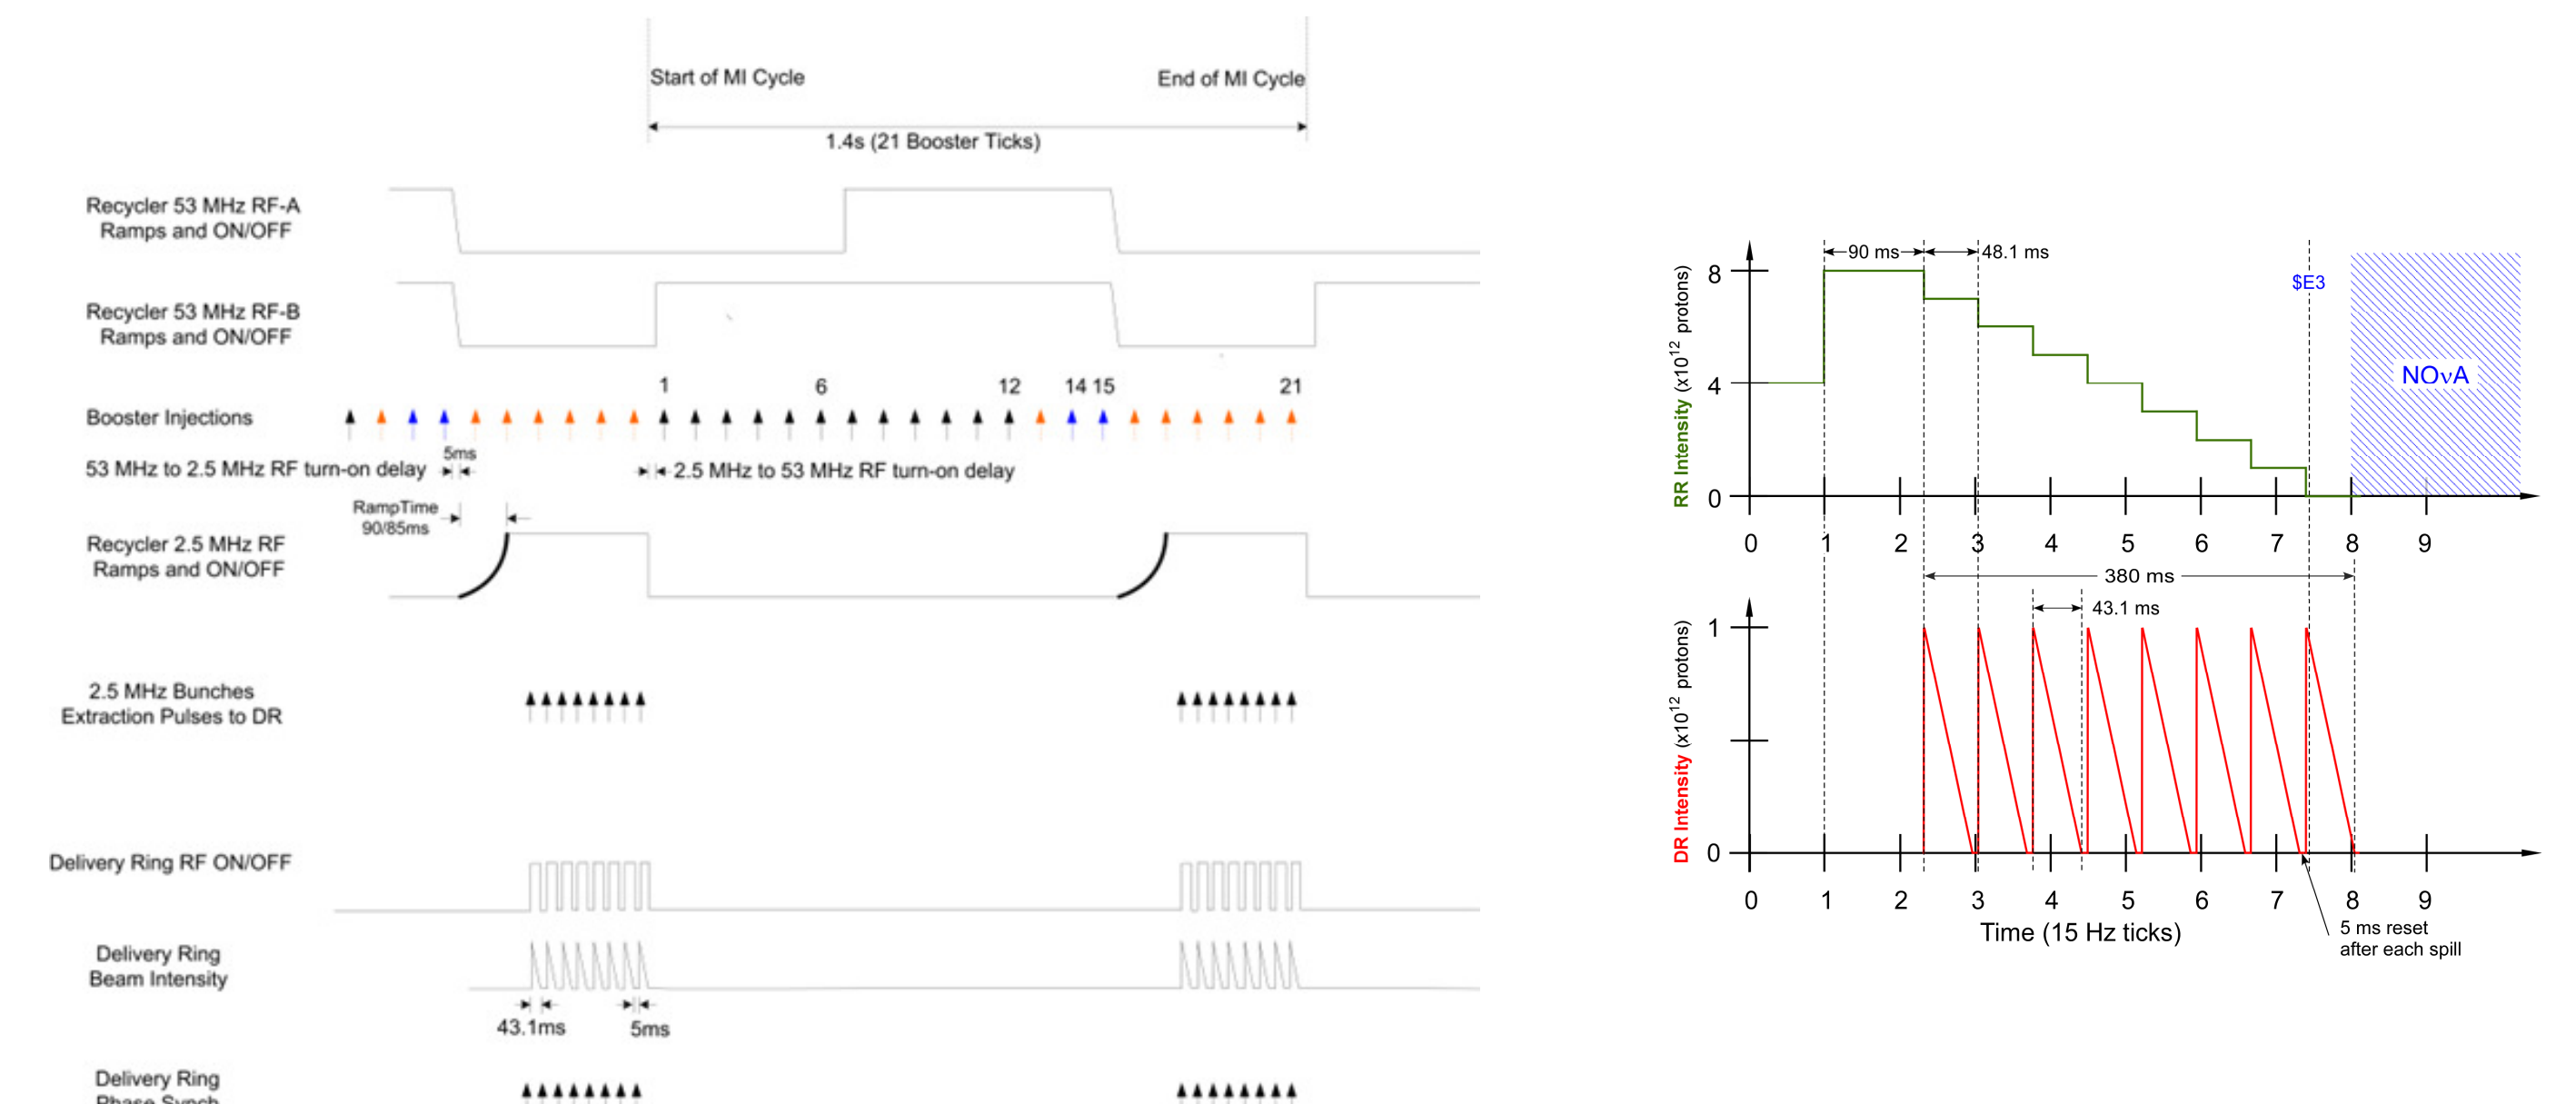 Start of MI Cycle
End of MI Cycle
1.4s (21 Booster Ticks)
Recycler 53 MHz RF-A
Ramps and ON/OFF
Recycler 53 MHz RF-B
Ramps and ON/OFF
1 6 12 14 15 21
Booster Injections
5ms
53 MHz to 2.5 MHz RF turn-on delay
2.5 MHz to 53 MHz RF turn-on delay
RampTime
90/85ms
Recycler 2.5 MHz RF
Ramps and ON/OFF
2.5 MHz Bunches
Extraction Pulses to DR
Delivery Ring RF ON/OFF
Delivery Ring
Beam Intensity
43.1ms
5ms
Delivery Ring
Phase Synch
RR Intensity (x10¹² protons)
8
4
0
90 ms
48.1 ms
$E3
NOνA
0 1 2 3 4 5 6 7 8 9
380 ms
43.1 ms
DR Intensity (x10¹² protons)
1
0
0 1 2 3 4 5 6 7 8 9
Time (15 Hz ticks)
5 ms reset
after each spill